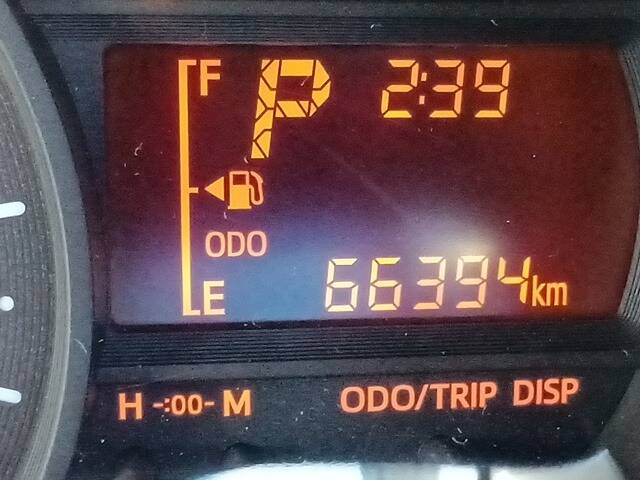 F P 2:39
ODO
E 66394km
H -:00- M ODO/TRIP DISP